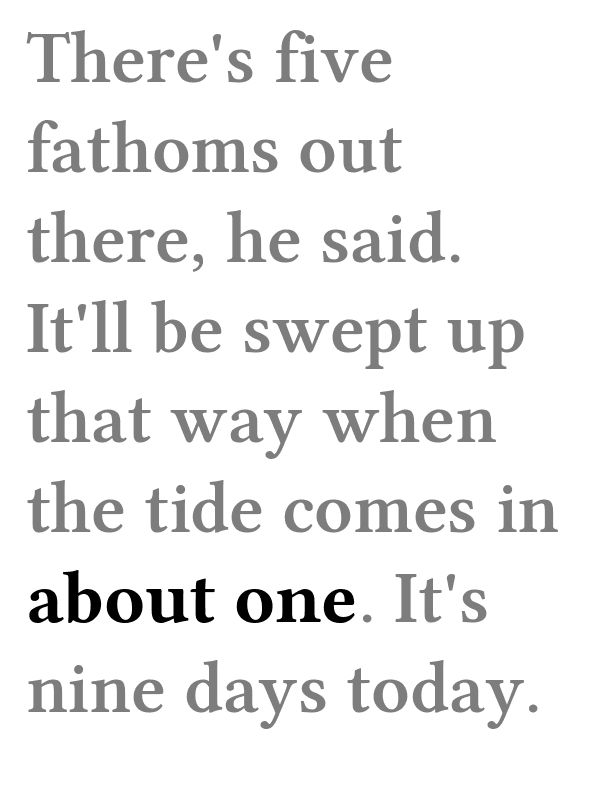 There's five
fathoms out
there, he said.
It'll be swept up
that way when
the tide comes in
about one. It's
nine days today.